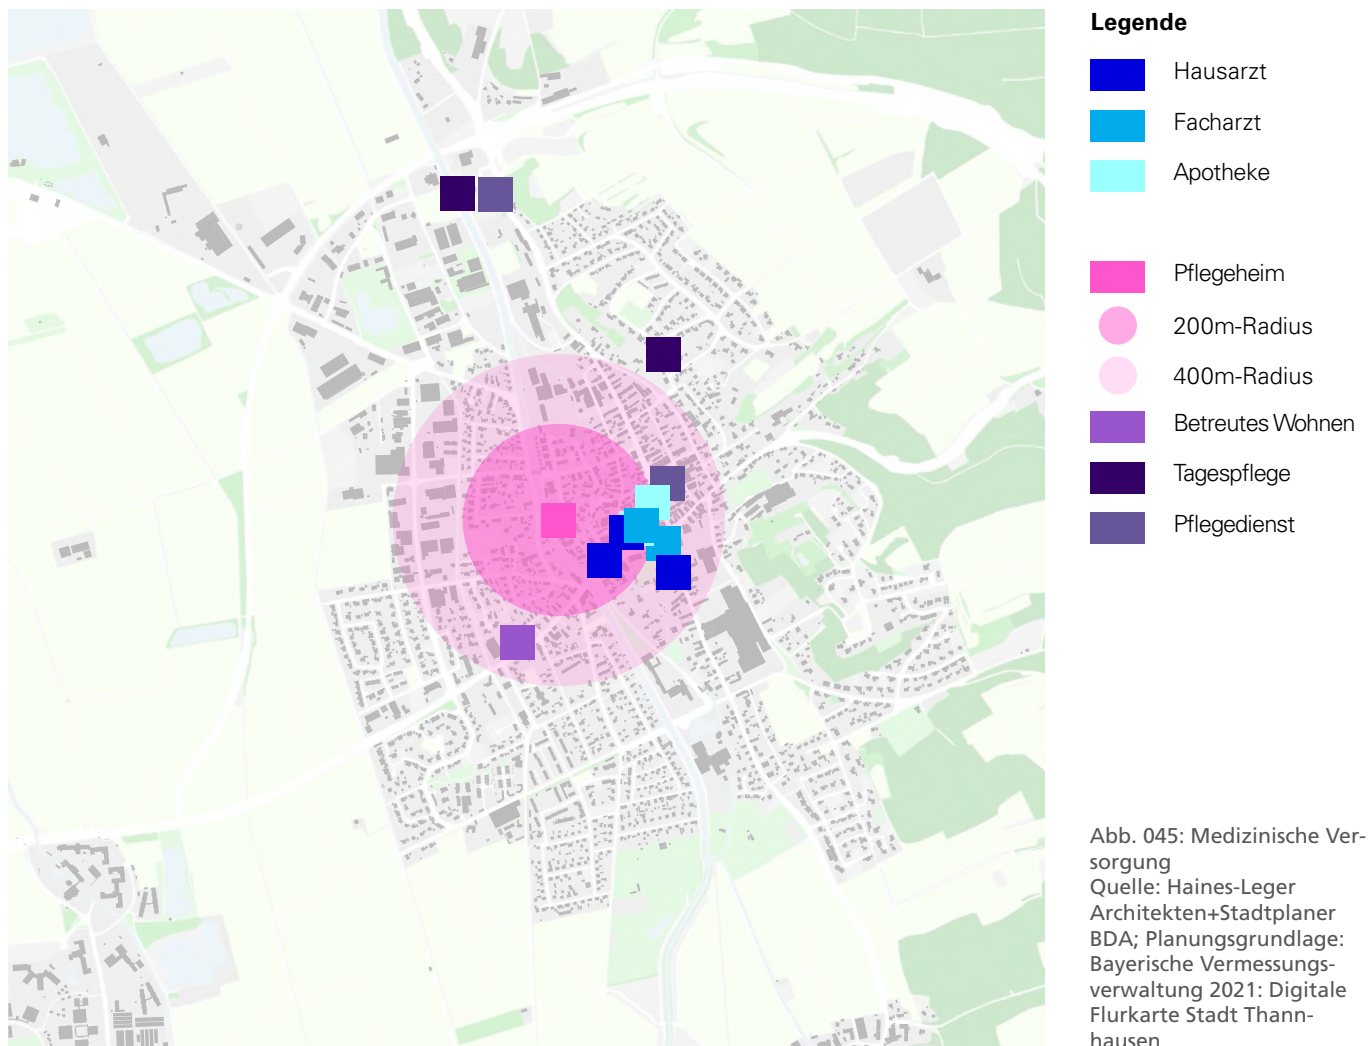 Legende
Hausarzt
Facharzt
Apotheke
Pflegeheim
200m-Radius
400m-Radius
Betreutes Wohnen
Tagespflege
Pflegedienst
Abb. 045: Medizinische Ver-
sorgung
Quelle: Haines-Leger
Architekten+Stadtplaner
BDA; Planungsgrundlage:
Bayerische Vermessungs-
verwaltung 2021: Digitale
Flurkarte Stadt Thann-
hausen